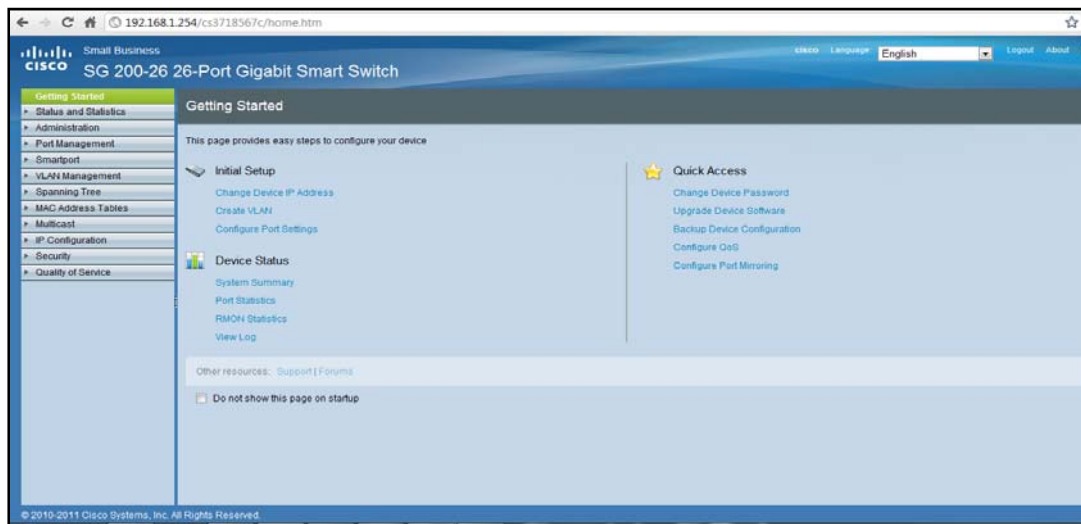 192.168.1.254/cs3718567c/home.htm
Small Business
cisco Language English Logout About
CISCO
SG 200-26 26-Port Gigabit Smart Switch
Getting Started
Status and Statistics
Administration
Port Management
Smartport
VLAN Management
Spanning Tree
MAC Address Tables
Multicast
IP Configuration
Security
Quality of Service
Getting Started
This page provides easy steps to configure your device
Initial Setup
Change Device IP Address
Create VLAN
Configure Port Settings
Device Status
System Summary
Port Statistics
RMON Statistics
View Log
Quick Access
Change Device Password
Upgrade Device Software
Backup Device Configuration
Configure QoS
Configure Port Mirroring
Other resources: Support | Forums
Do not show this page on startup
© 2010-2011 Cisco Systems, Inc. All Rights Reserved.